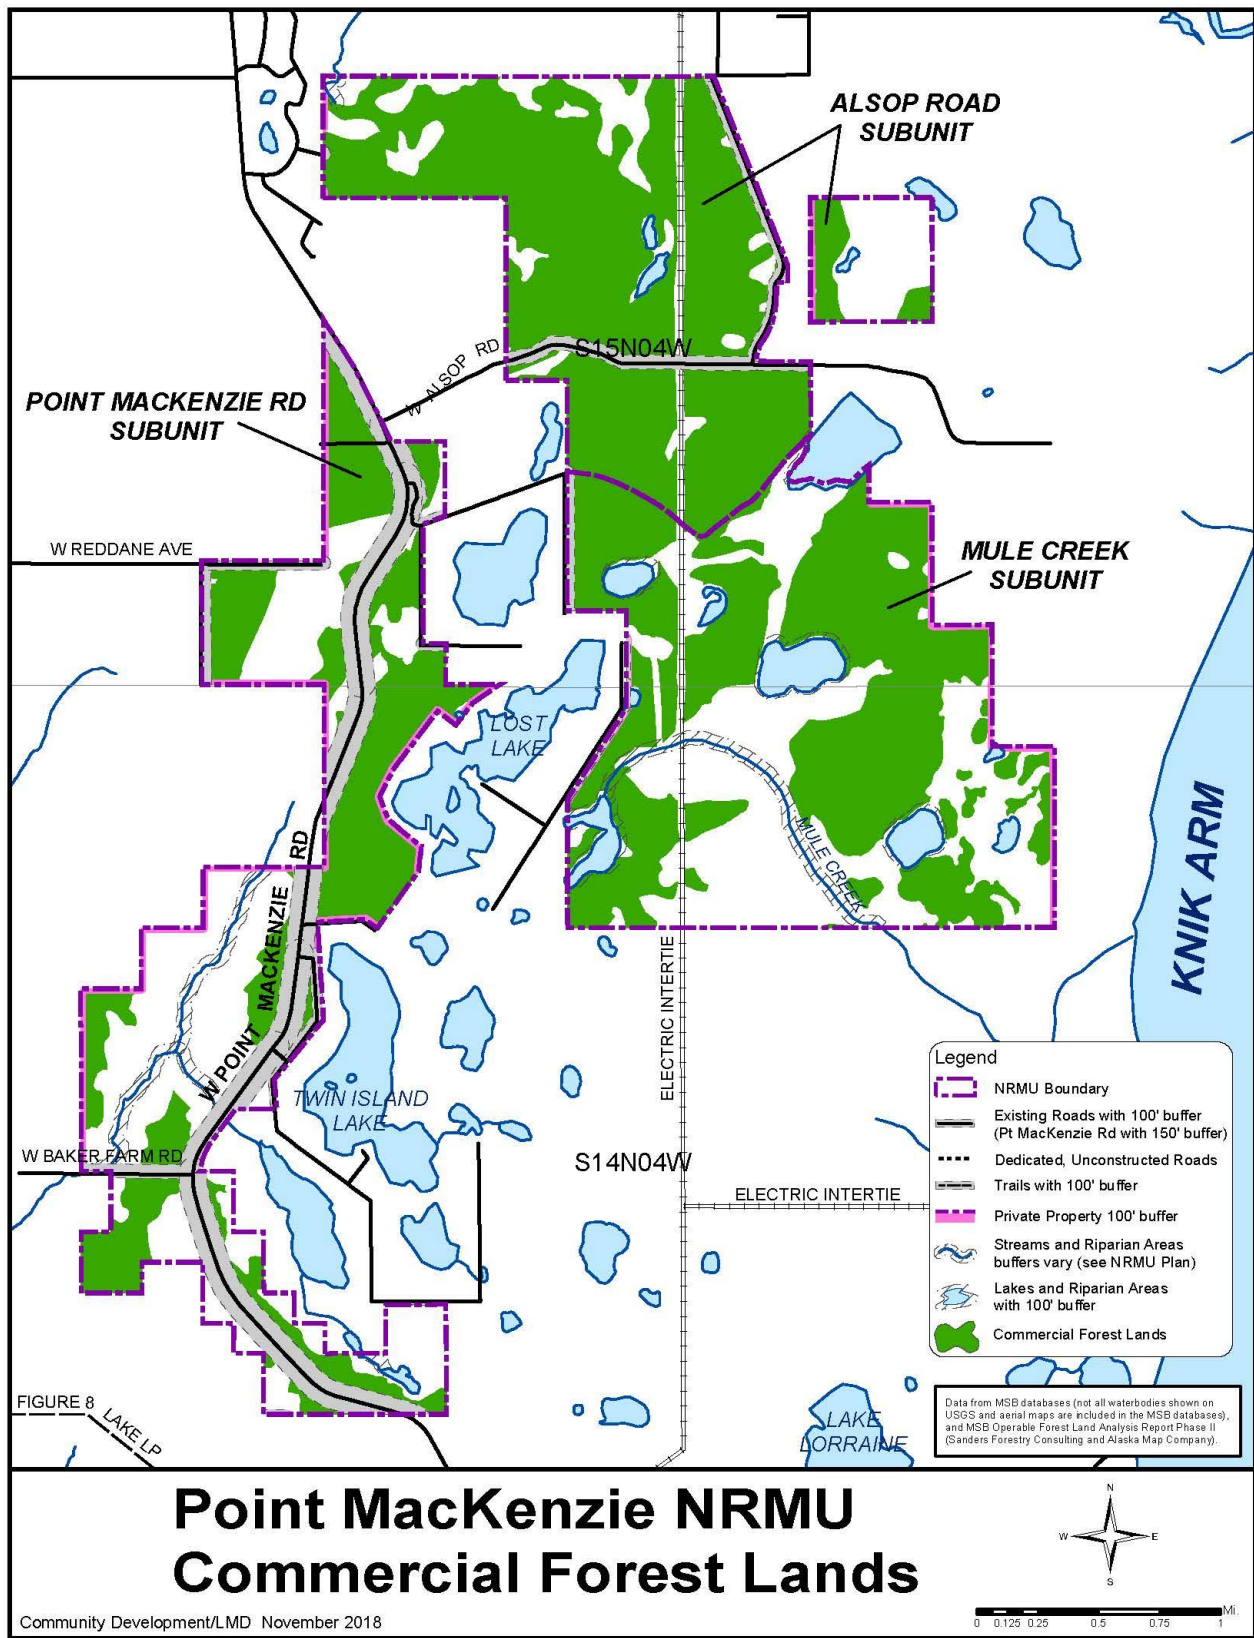 ALSOP ROAD
SUBUNIT
W ALSOP RD
S15N04W
POINT MACKENZIE RD
SUBUNIT
W REDDANE AVE
MULE CREEK
SUBUNIT
LOST
LAKE
MULE CREEK
KNIK ARM
W POINT MACKENZIE RD
ELECTRIC INTERTIE
TWIN ISLAND
LAKE
W BAKER FARM RD
S14N04W
ELECTRIC INTERTIE
Legend
NRMU Boundary
Existing Roads with 100' buffer
(Pt MacKenzie Rd with 150' buffer)
Dedicated, Unconstructed Roads
Trails with 100' buffer
Private Property 100' buffer
Streams and Riparian Areas
buffers vary (see NRMU Plan)
Lakes and Riparian Areas
with 100' buffer
Commercial Forest Lands
FIGURE 8 LAKE LP
LAKE
LORRAINE
Data from MSB databases (not all waterbodies shown on
USGS and aerial maps are included in the MSB databases),
and MSB Operable Forest Land Analysis Report Phase II
(Sanders Forestry Consulting and Alaska Map Company).
Point MacKenzie NRMU
Commercial Forest Lands
N
W E
S
Community Development/LMD November 2018
0 0.125 0.25 0.5 0.75 1 Mi.